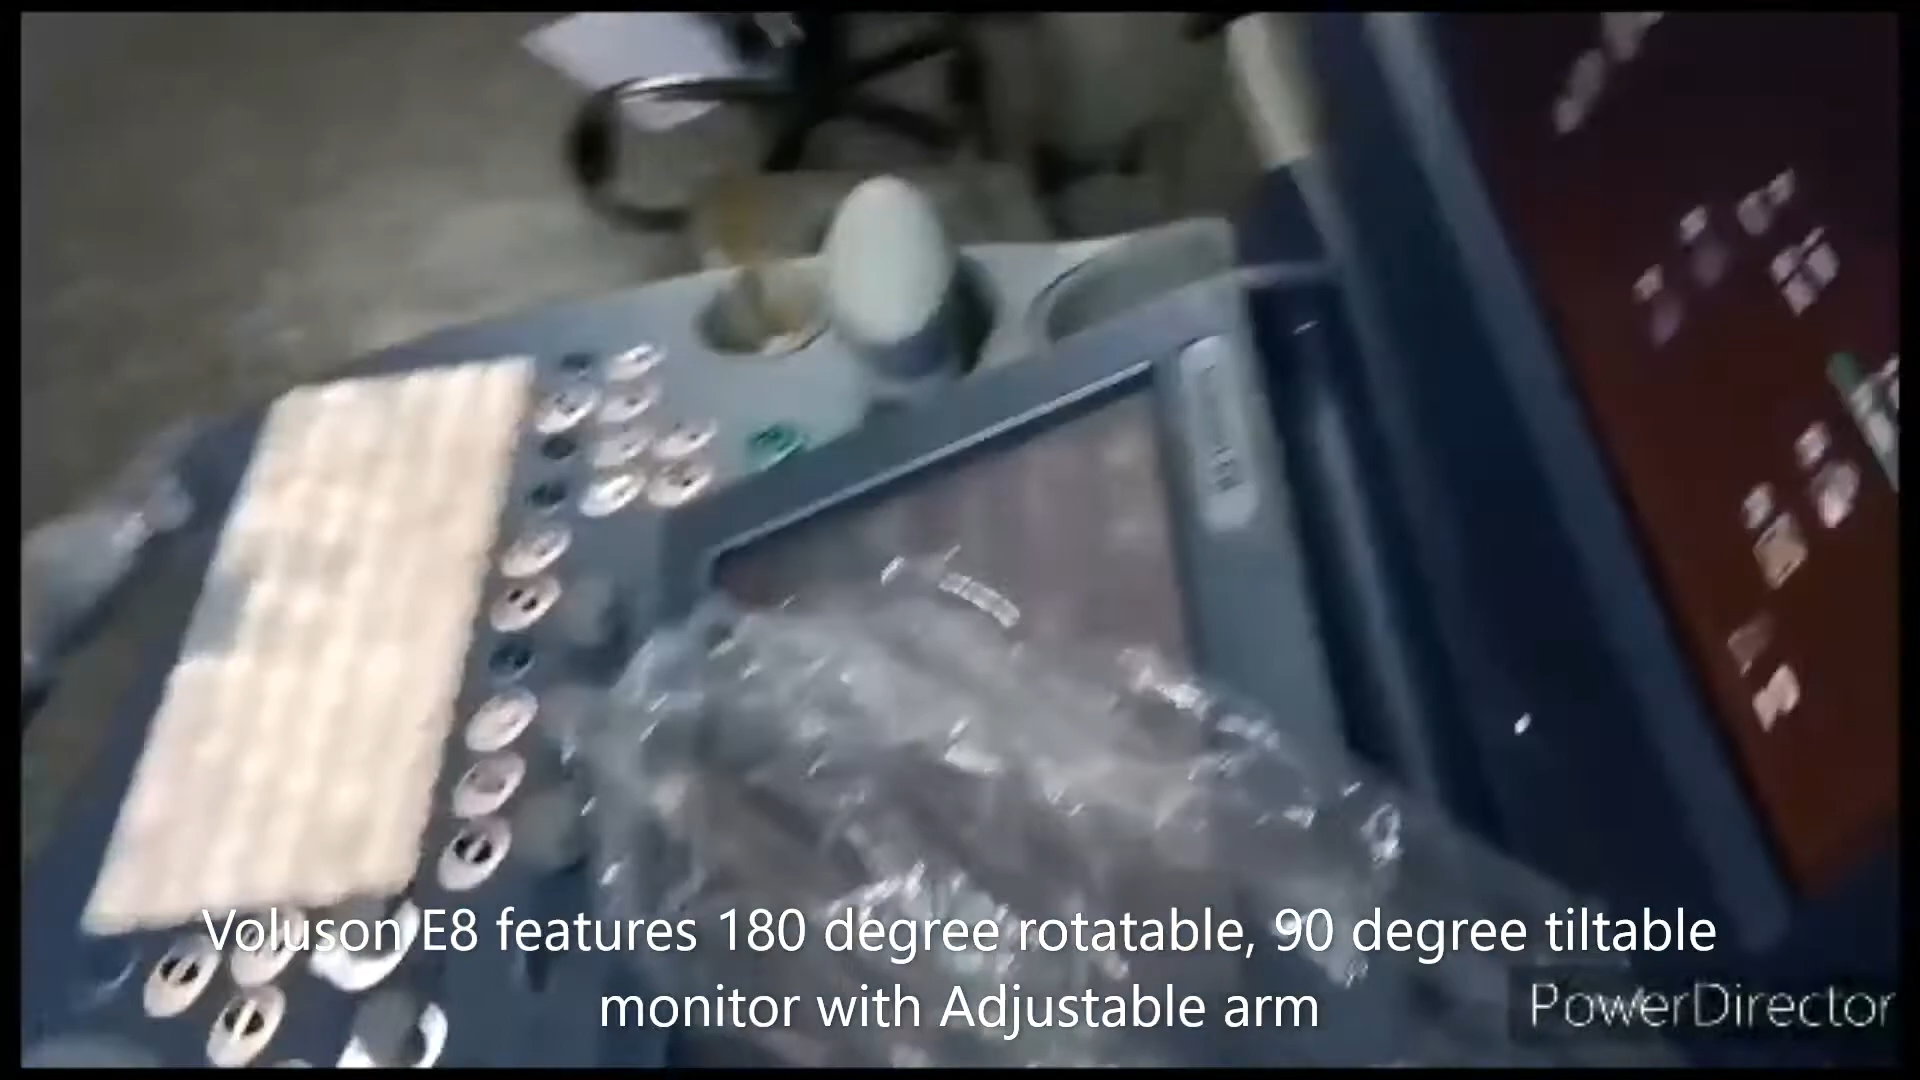 Voluson E8 features 180 degree rotatable, 90 degree tiltable
monitor with Adjustable arm
PowerDirector